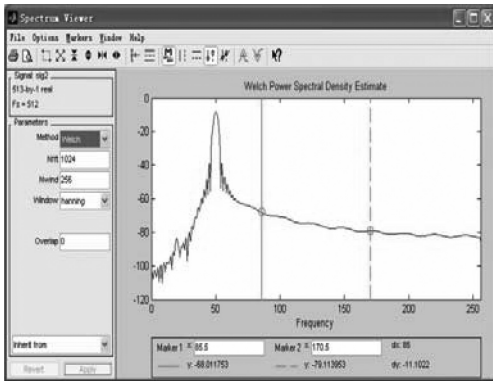 Spectrum Viewer
File Options Markers Window Help
Signal: sig2
513-by-1 real
Fs = 512
Parameters
Method Welch
Nfft 1024
Nwind 256
Window hanning
Overlap 0
Inherit from
Revert Apply
Welch Power Spectral Density Estimate
0
-20
-40
-60
-80
-100
-120
0 50 100 150 200 250
Frequency
Marker 1 X: 85.5 Marker 2 X: 170.5 dx: 85
y: -68.011753 y: -79.113953 dy: -11.1022